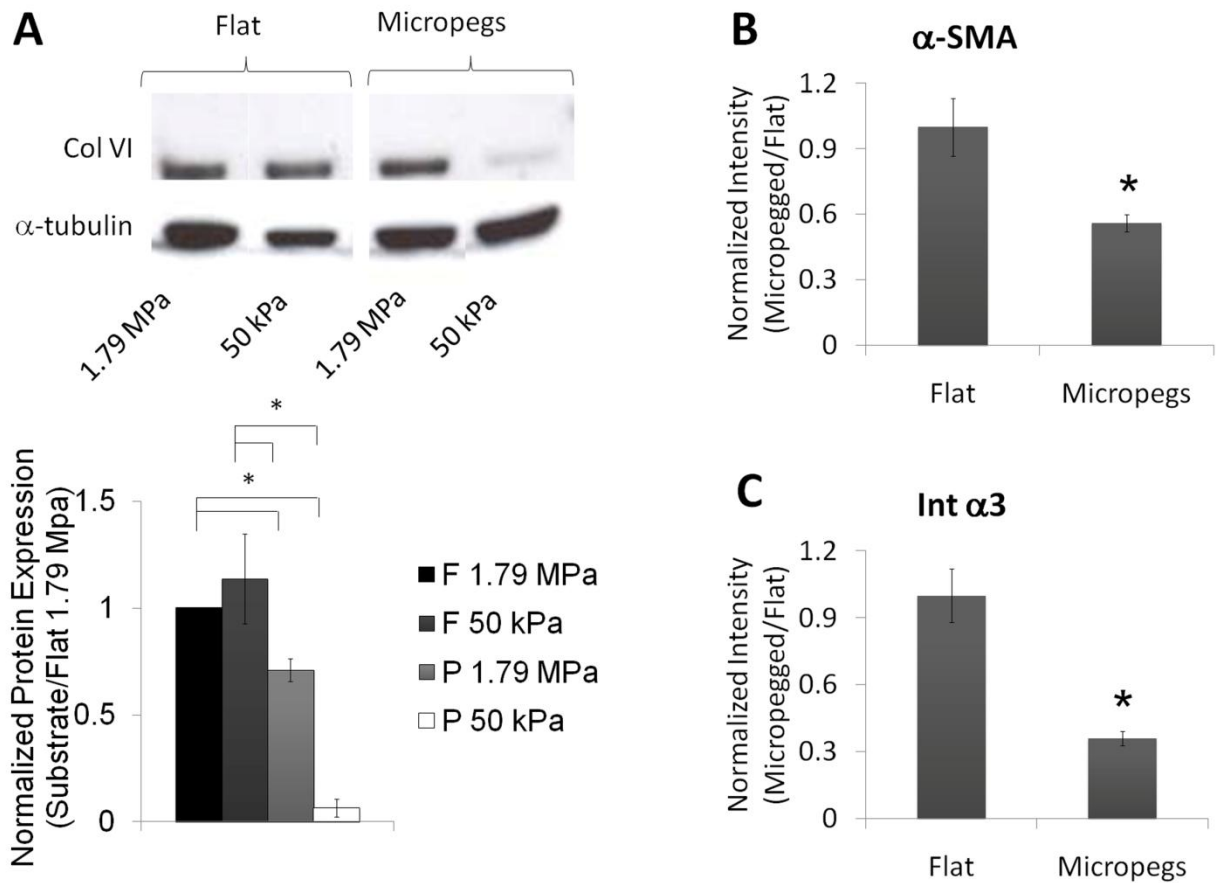 A
Flat
Micropegs
Col VI
α-tubulin
1.79 MPa
50 kPa
1.79 MPa
50 kPa
Normalized Protein Expression
(Substrate/Flat 1.79 Mpa)
1.5
1
0.5
0
*
*
F 1.79 MPa
F 50 kPa
P 1.79 MPa
P 50 kPa
B
α-SMA
Normalized Intensity
(Micropegged/Flat)
1.2
0.9
0.6
0.3
0
*
Flat
Micropegs
C
Int α3
Normalized Intensity
(Micropegged/Flat)
1.2
0.9
0.6
0.3
0
*
Flat
Micropegs